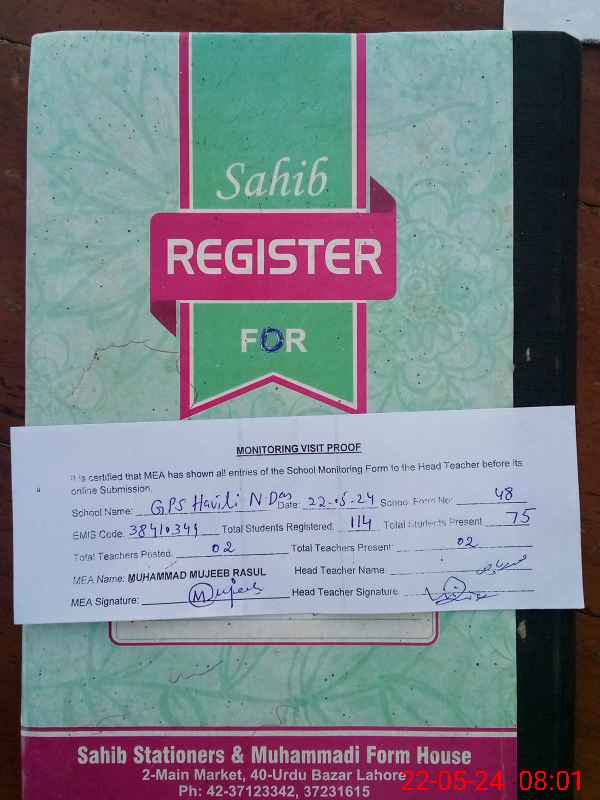 Sahib
REGISTER
FOR
MONITORING VISIT PROOF
It is certified that MEA has shown all entries of the School Monitoring Form to the Head Teacher before its
online Submission.
School Name: GPS Havili N Das Date: 22-05-24 School Form No: 48
EMIS Code: 38410349 Total Students Registered: 114 Total Students Present 75
Total Teachers Posted: 02 Total Teachers Present: 02
MEA Name: MUHAMMAD MUJEEB RASUL Head Teacher Name:
MEA Signature: Mujeeb Head Teacher Signature
Sahib Stationers & Muhammadi Form House
2-Main Market, 40-Urdu Bazar Lahore
Ph: 42-37123342, 37231615
22-05-24 08:01